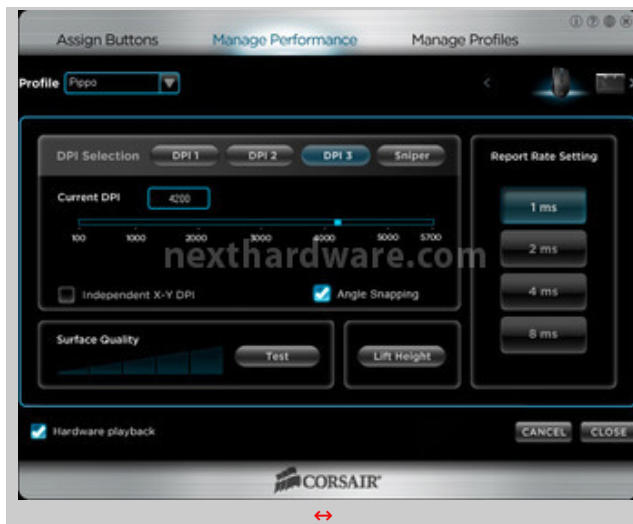 Assign Buttons Manage Performance Manage Profiles
Profile Pippo
DPI Selection DPI 1 DPI 2 DPI 3 Sniper
Current DPI 4200
100 1000 2000 3000 4000 5000 5700
Independent X-Y DPI Angle Snapping
Report Rate Setting
1 ms
2 ms
4 ms
8 ms
nexthardware.com
Surface Quality Test Lift Height
Hardware playback CANCEL CLOSE
CORSAIR